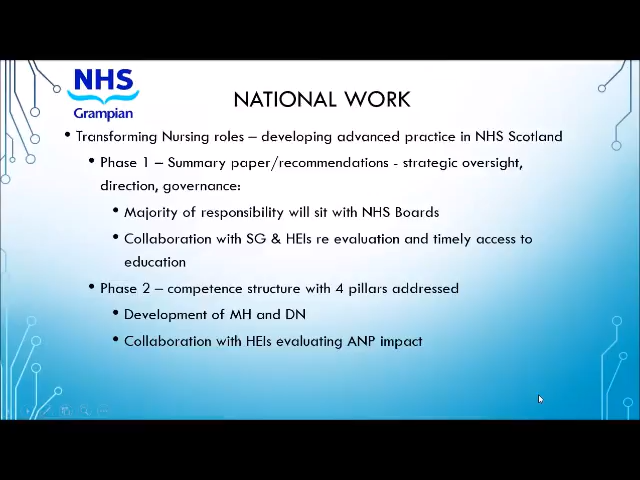 NHS
Grampian
NATIONAL WORK
• Transforming Nursing roles – developing advanced practice in NHS Scotland
• Phase 1 – Summary paper/recommendations - strategic oversight,
direction, governance:
• Majority of responsibility will sit with NHS Boards
• Collaboration with SG & HEIs re evaluation and timely access to
education
• Phase 2 – competence structure with 4 pillars addressed
• Development of MH and DN
• Collaboration with HEIs evaluating ANP impact